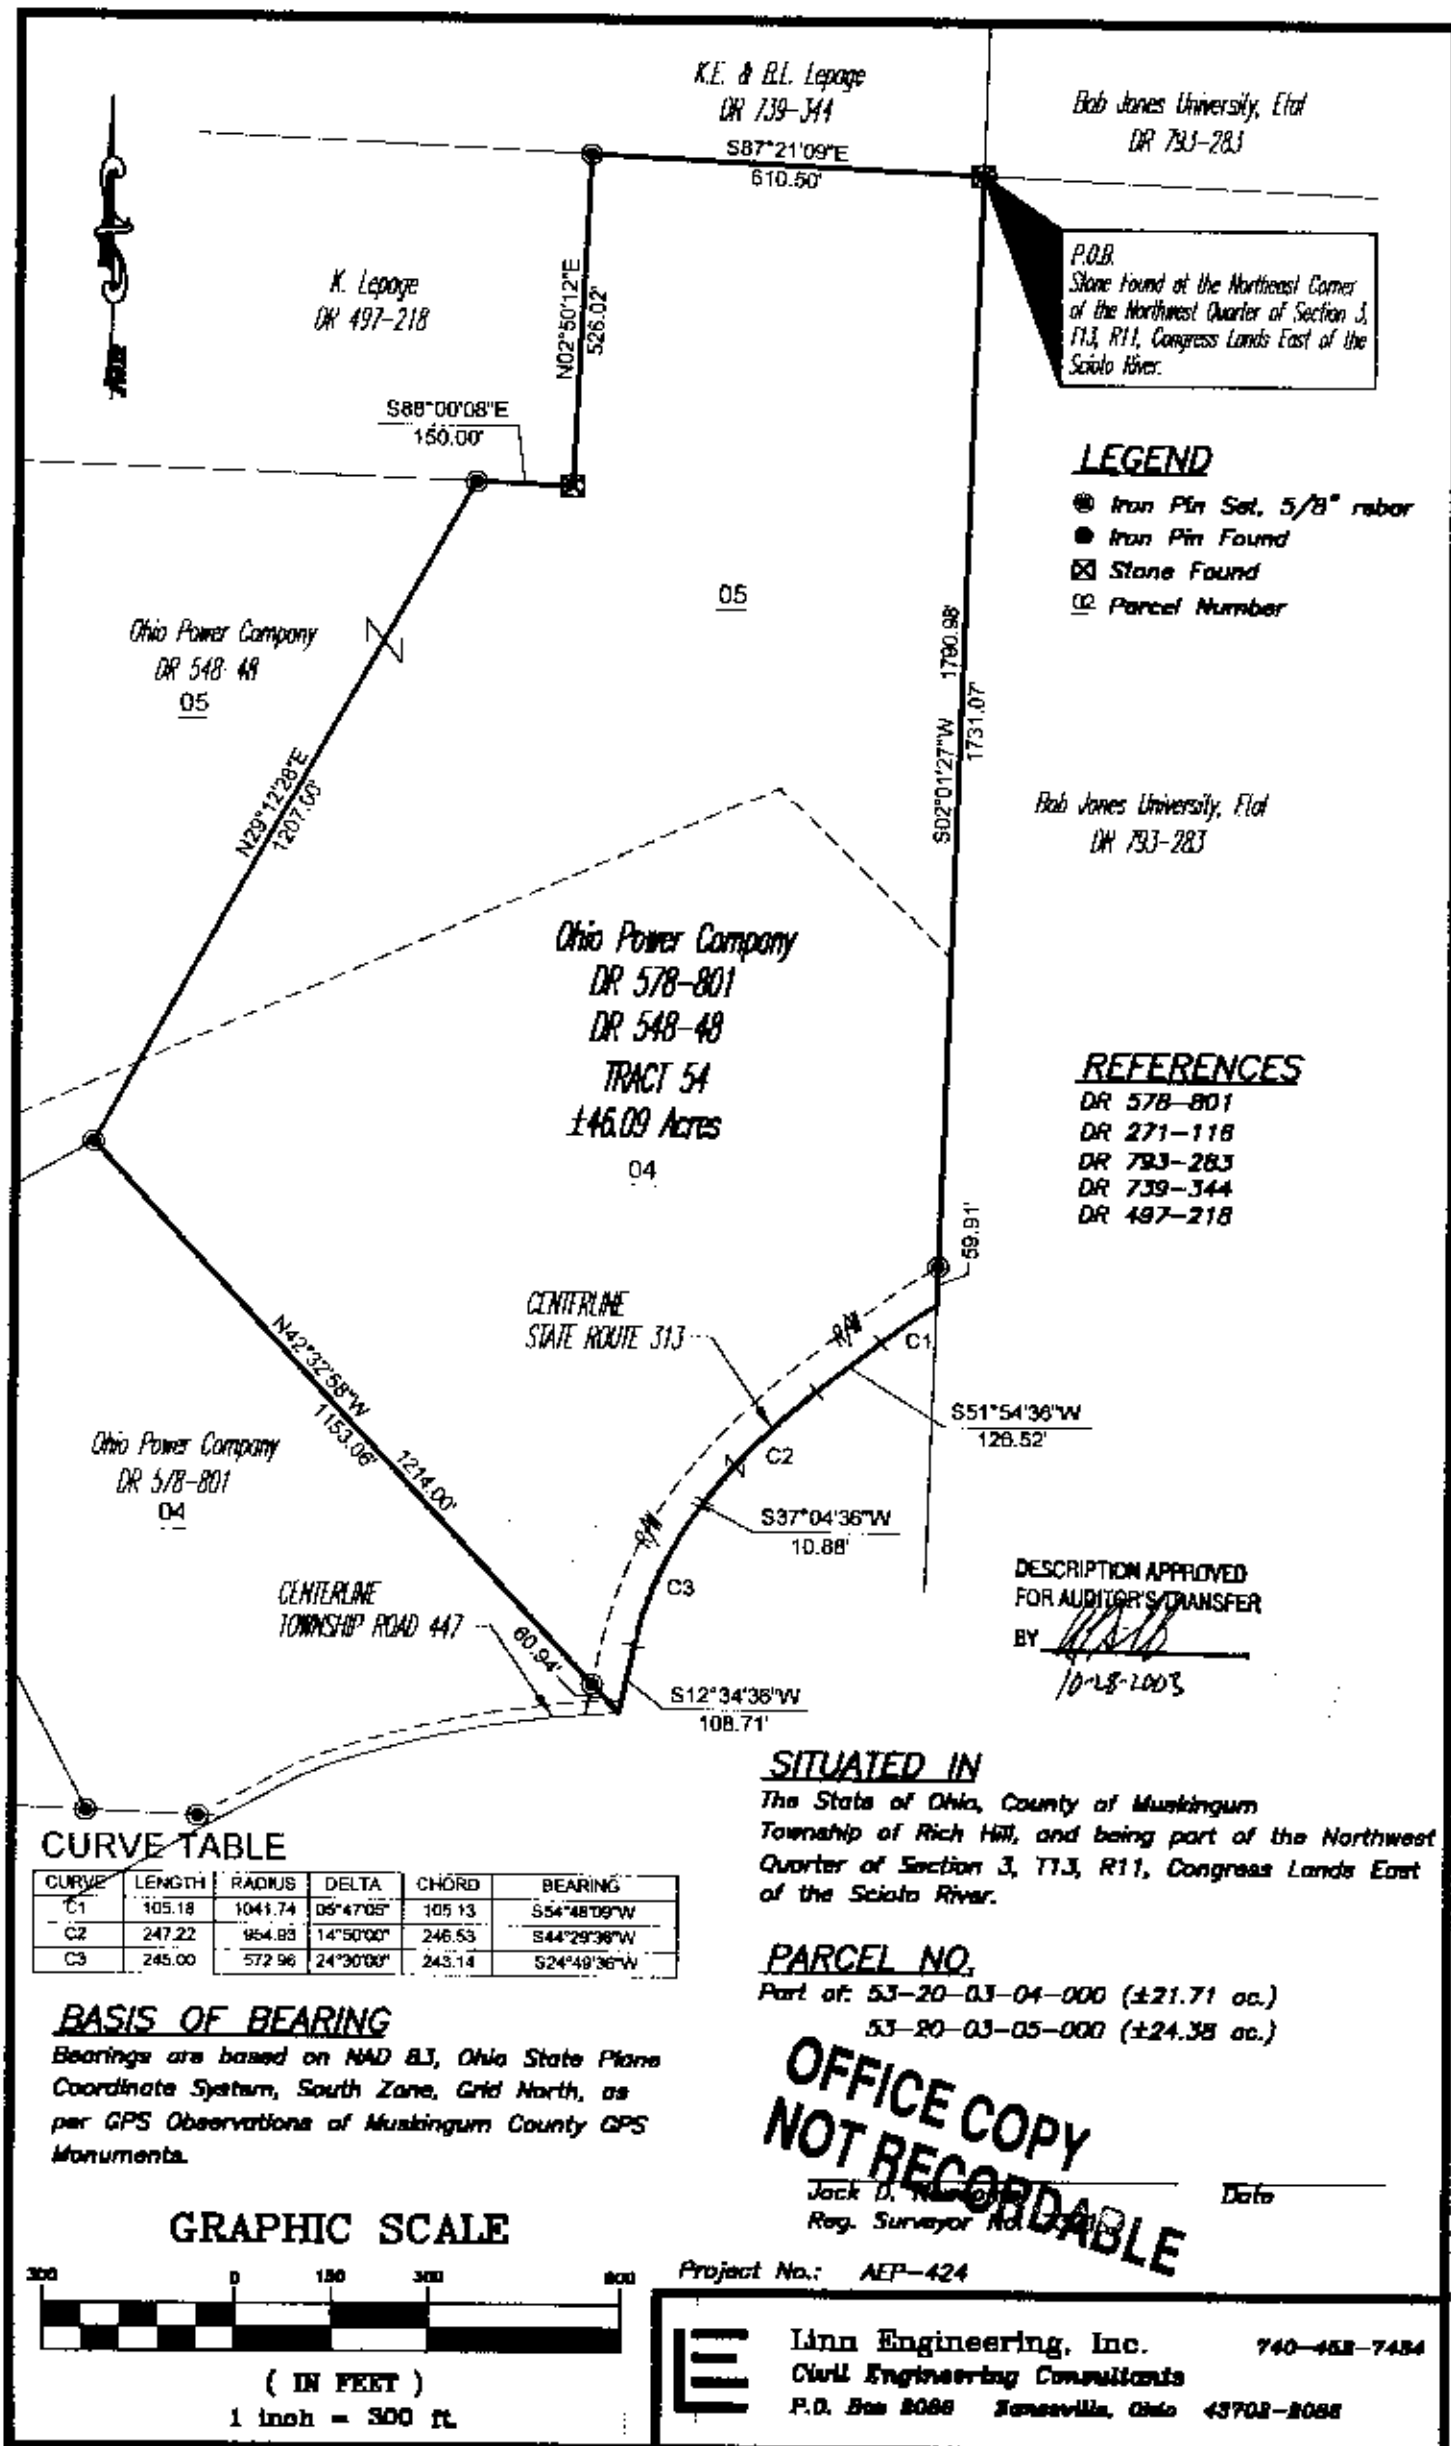 K.E. & B.L. Lepage
DR 739-344
Bob Jones University, Etal
DR 793-283
S87°21'09"E
610.50'
P.O.B.
Stone Found at the Northeast Corner
of the Northwest Quarter of Section 3,
T13, R11, Congress Lands East of the
Scioto River.
K. Lepage
DR 497-218
N02°50'12"E
526.02'
S88°00'08"E
150.00'
LEGEND
Iron Pin Set, 5/8" rebar
Iron Pin Found
Stone Found
02 Parcel Number
05
Ohio Power Company
DR 548-48
05
1790.98'
S02°01'27"W
1731.07'
N29°12'28"E
1207.00'
Bob Jones University, Etal
DR 793-283
Ohio Power Company
DR 578-801
DR 548-48
TRACT 54
±46.09 Acres
04
REFERENCES
DR 578-801
DR 271-116
DR 793-283
DR 739-344
DR 497-218
59.91'
CENTERLINE
STATE ROUTE 313
R/W
C1
S51°54'36"W
126.52'
N42°32'58"W
1153.06'
1214.00'
Ohio Power Company
DR 578-801
04
C2
S37°04'36"W
10.88'
R/W
C3
CENTERLINE
TOWNSHIP ROAD 447
60.94'
S12°34'36"W
108.71'
DESCRIPTION APPROVED
FOR AUDITOR'S TRANSFER
BY
10-28-2003
SITUATED IN
The State of Ohio, County of Muskingum
Township of Rich Hill, and being part of the Northwest
Quarter of Section 3, T13, R11, Congress Lands East
of the Scioto River.
CURVE TABLE
CURVE LENGTH RADIUS DELTA CHORD BEARING
C1 105.18 1041.74 05°47'05" 105.13 S54°48'09"W
C2 247.22 954.93 14°50'00" 246.53 S44°29'36"W
C3 245.00 572.96 24°30'00" 243.14 S24°49'36"W
PARCEL NO.
Part of: 53-20-03-04-000 (±21.71 ac.)
53-20-03-05-000 (±24.38 ac.)
BASIS OF BEARING
Bearings are based on NAD 83, Ohio State Plane
Coordinate System, South Zone, Grid North, as
per GPS Observations of Muskingum County GPS
Monuments.
OFFICE COPY
NOT RECORDABLE
Jack D.
Date
Reg. Surveyor No.
GRAPHIC SCALE
300 0 150 300 600
( IN FEET )
1 inch = 300 ft.
Project No.: AEP-424
Linn Engineering, Inc. 740-452-7434
Civil Engineering Consultants
P.O. Box 2086 Zanesville, Ohio 43702-2086